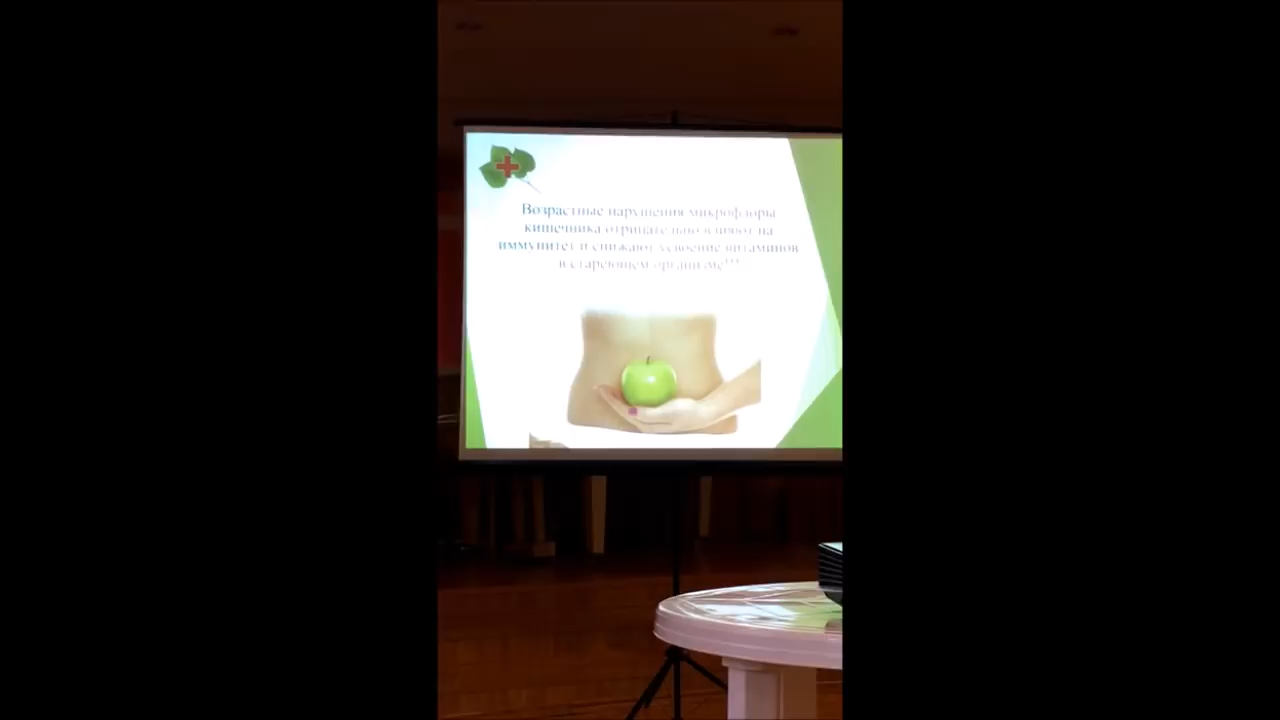 Возрастные нарушения микрофлоры
кишечника отрицательно влияют на
иммунитет и снижают усвоение витаминов
в стареющем организме!!!